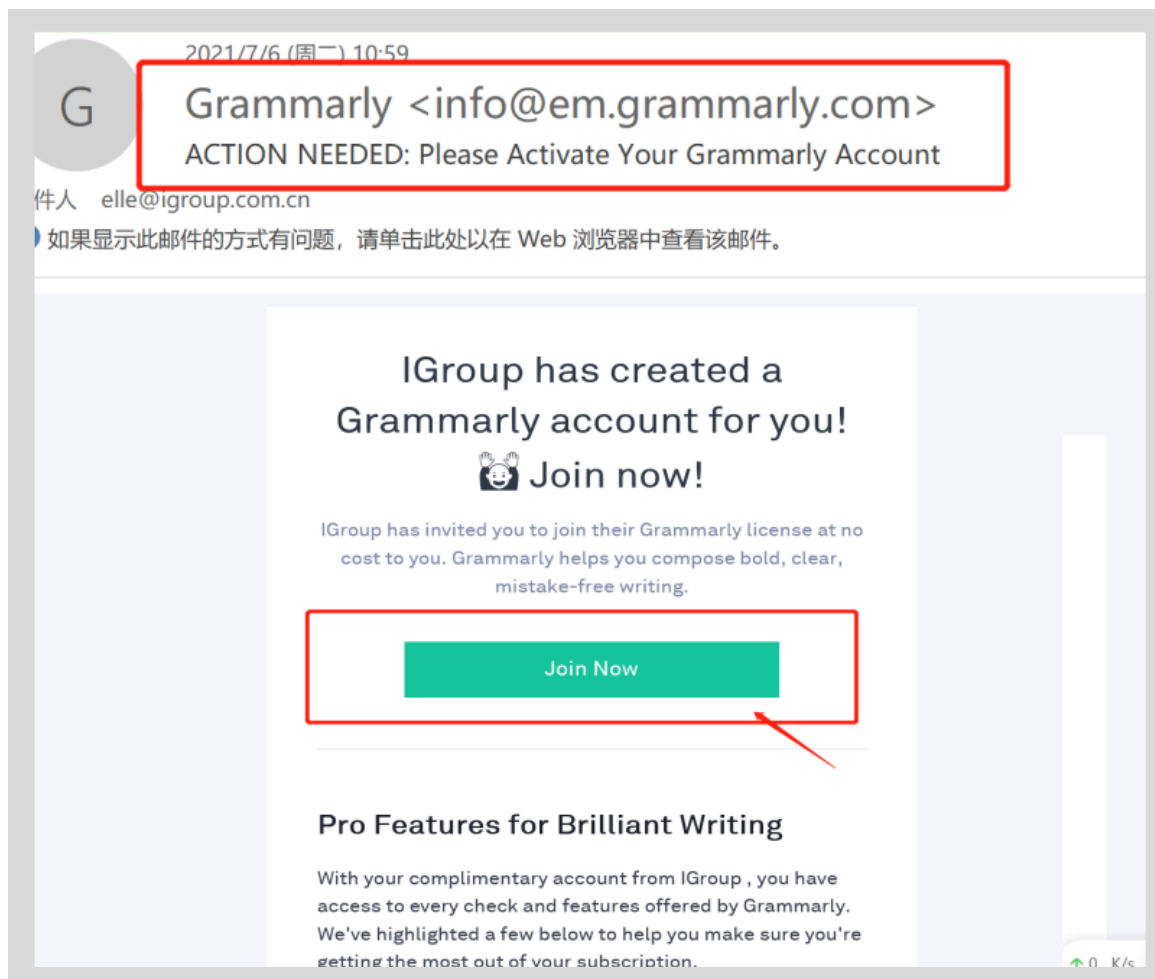 2021/7/6 (周二) 10:59
G
Grammarly <info@em.grammarly.com>
ACTION NEEDED: Please Activate Your Grammarly Account
件人 elle@igroup.com.cn
如果显示此邮件的方式有问题，请单击此处以在 Web 浏览器中查看该邮件。
IGroup has created a
Grammarly account for you!
Join now!
IGroup has invited you to join their Grammarly license at no
cost to you. Grammarly helps you compose bold, clear,
mistake-free writing.
Join Now
Pro Features for Brilliant Writing
With your complimentary account from IGroup , you have
access to every check and features offered by Grammarly.
We've highlighted a few below to help you make sure you're
getting the most out of your subscription.
0 K/s